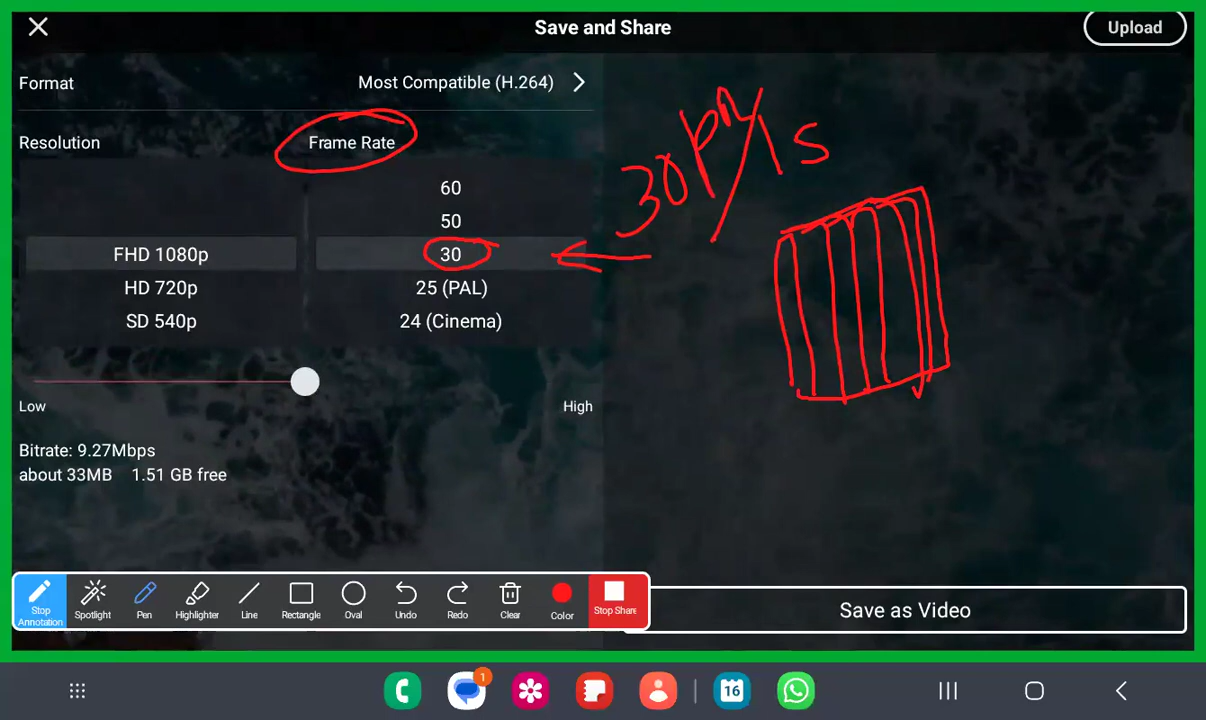 Save and Share
Upload
Format
Most Compatible (H.264)
Resolution
Frame Rate
60
50
FHD 1080p
30
HD 720p
25 (PAL)
SD 540p
24 (Cinema)
30
s
Low
High
Bitrate: 9.27Mbps
about 33MB 1.51 GB free
Stop
Annotation
Spotlight
Pen
Highlighter
Line
Rectangle
Oval
Undo
Redo
Clear
Color
Stop Share
Save as Video
1
16